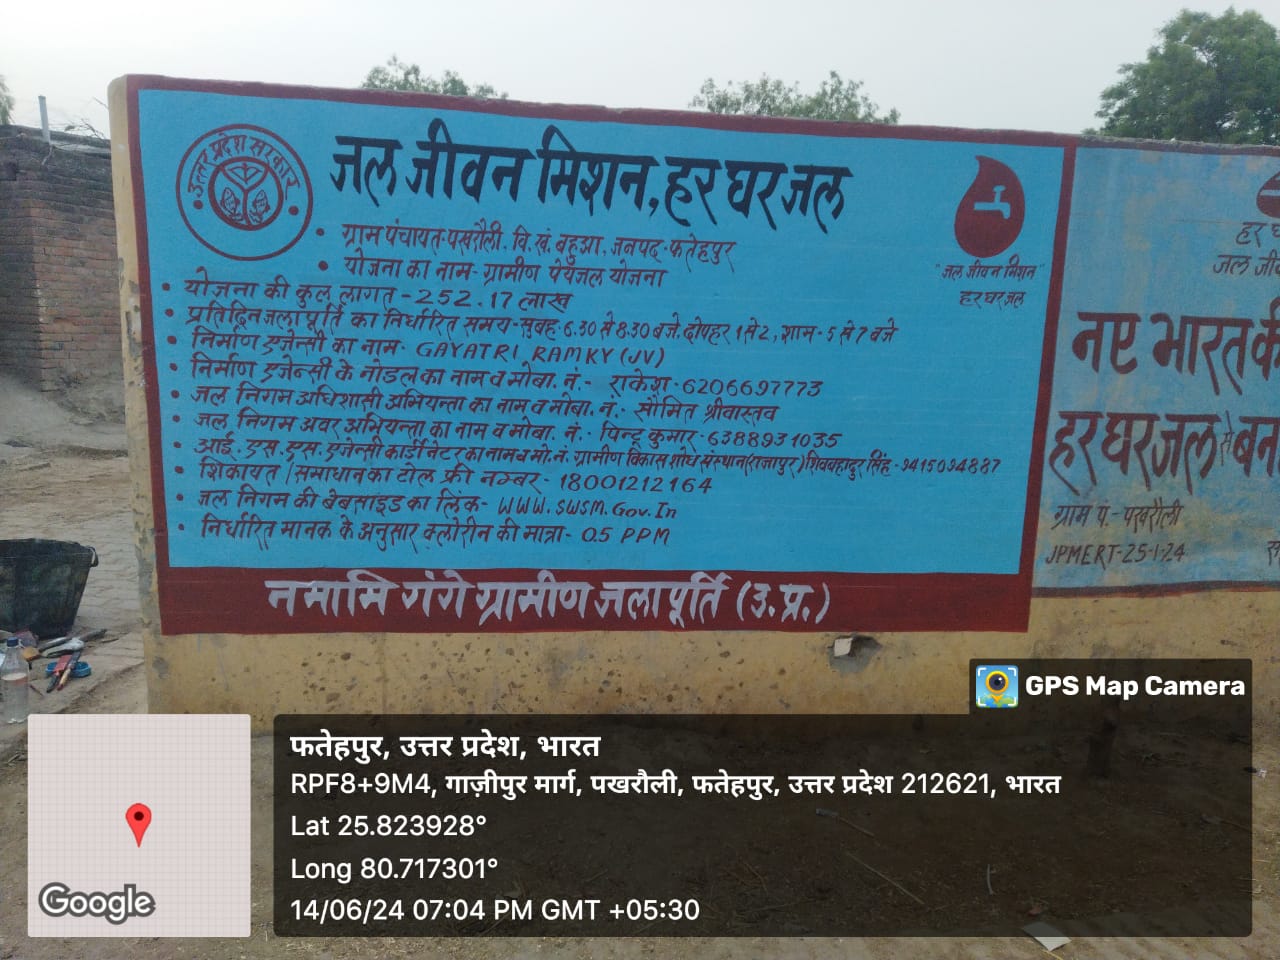 उत्तर प्रदेश सरकार
जल जीवन मिशन, हर घर जल
• ग्राम पंचायत-पखरौली, वि.खं. बहुआ, जनपद-फतेहपुर
• योजना का नाम- ग्रामीण पेयजल योजना
• योजना की कुल लागत - 252.17 लाख
• प्रतिदिन जलापूर्ति का निर्धारित समय-सुबह-6.30 से 8.30 बजे, दोपहर 1 से 2, शाम- 5 से 7 बजे
• निर्माण एजेन्सी का नाम- GAYATRI RAMKY (JV)
• निर्माण एजेन्सी के नोडल का नाम व मोबा. नं.- राकेश-6206697773
• जल निगम अधिशासी अभियन्ता का नाम व मोबा. नं.- सौमित श्रीवास्तव
• जल निगम अवर अभियन्ता का नाम व मोबा. नं.- पिन्टू कुमार-6388931035
• आई.एस.एस. एजेन्सी कार्डीनेटर का नाम व मो.नं. ग्रामीण विकास शोध संस्थान(राजापुर) शिवबहादुर सिंह-9415094887
• शिकायत/समाधान का टोल फ्री नम्बर- 18001212164
• जल निगम की बेबसाइड का लिंक- WWW.SWSM.Gov.In
• निर्धारित मानक के अनुसार क्लोरीन की मात्रा- 0.5 PPM
नमामि गंगे ग्रामीण जलापूर्ति (उ.प्र.)
"जल जीवन मिशन"
हर घर जल
हर घ
जल जीव
नए भारत की
हर घर जल से बन
ग्राम पं.- पखरौली
JPMERT-25-1-24
GPS Map Camera
फतेहपुर, उत्तर प्रदेश, भारत
RPF8+9M4, गाज़ीपुर मार्ग, पखरौली, फतेहपुर, उत्तर प्रदेश 212621, भारत
Lat 25.823928°
Long 80.717301°
14/06/24 07:04 PM GMT +05:30
Google